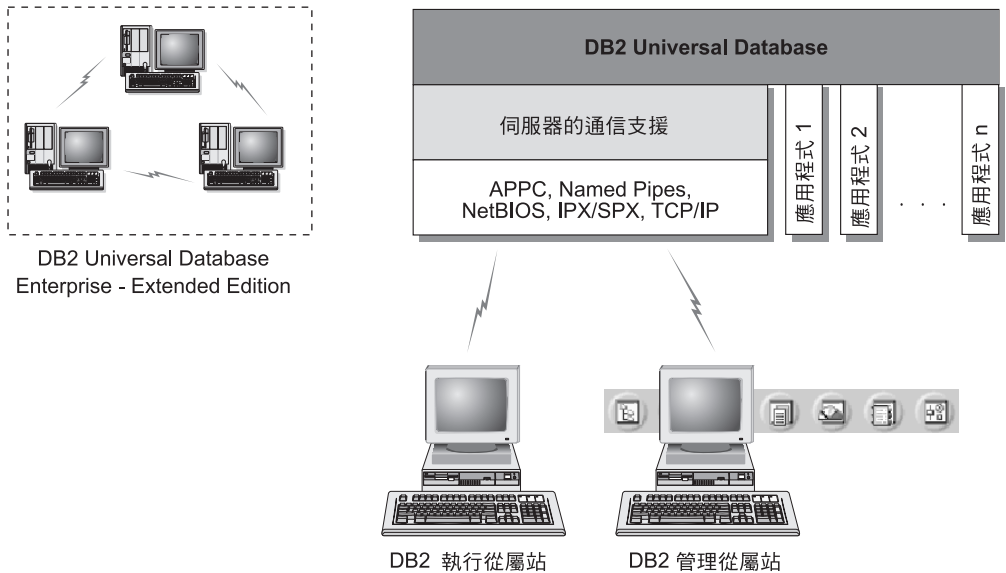 DB2 Universal Database
Enterprise - Extended Edition
DB2 Universal Database
伺服器的通信支援
APPC, Named Pipes,
NetBIOS, IPX/SPX, TCP/IP
應用程式 1
應用程式 2
. . .
應用程式 n
DB2 執行從屬站
DB2 管理從屬站